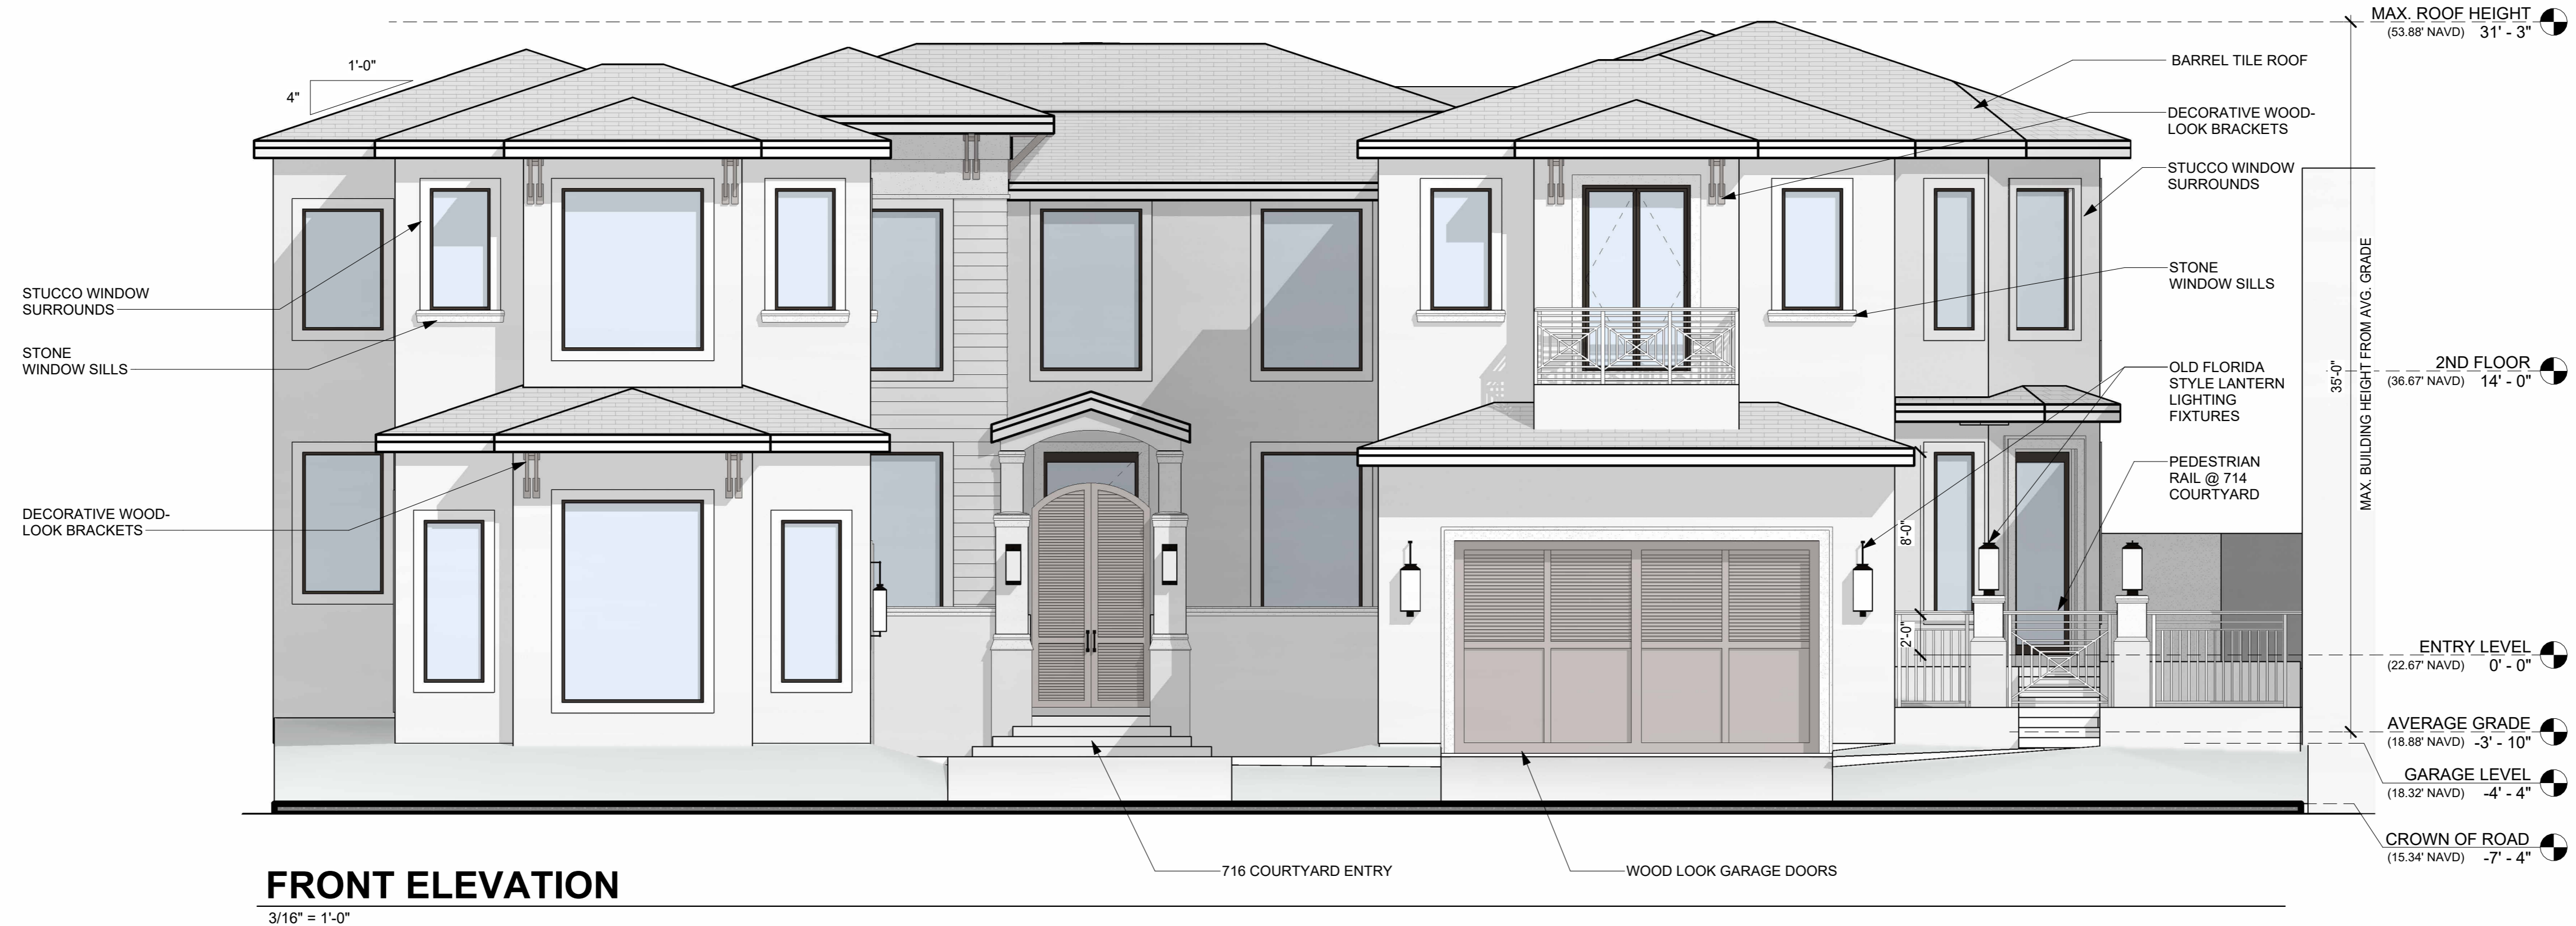 MAX. ROOF HEIGHT
(53.88' NAVD) 31' - 3"
BARREL TILE ROOF
1'-0"
4"
DECORATIVE WOOD-
LOOK BRACKETS
STUCCO WINDOW
SURROUNDS
STONE
WINDOW SILLS
MAX. BUILDING HEIGHT FROM AVG. GRADE
35'-0"
STUCCO WINDOW
SURROUNDS
STONE
WINDOW SILLS
2ND FLOOR
(36.67' NAVD) 14' - 0"
OLD FLORIDA
STYLE LANTERN
LIGHTING
FIXTURES
PEDESTRIAN
RAIL @ 714
COURTYARD
DECORATIVE WOOD-
LOOK BRACKETS
8'-0"
2'-0"
ENTRY LEVEL
(22.67' NAVD) 0' - 0"
AVERAGE GRADE
(18.88' NAVD) -3' - 10"
GARAGE LEVEL
(18.32' NAVD) -4' - 4"
CROWN OF ROAD
(15.34' NAVD) -7' - 4"
716 COURTYARD ENTRY
WOOD LOOK GARAGE DOORS
FRONT ELEVATION
3/16" = 1'-0"